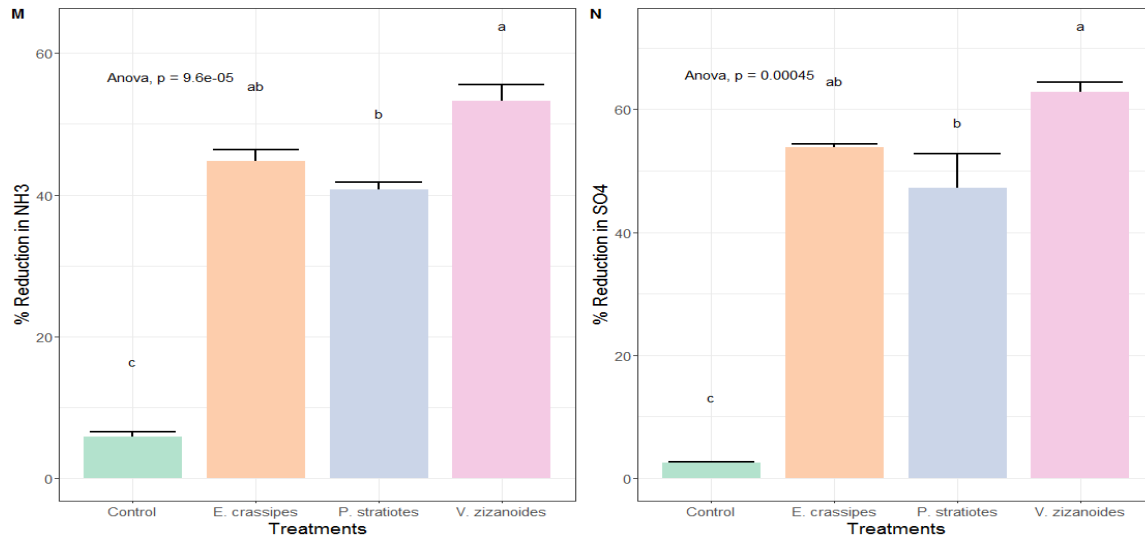 M
% Reduction in NH3
60
40
20
0
Anova, p = 9.6e-05
c
ab
b
a
Control E. crassipes P. stratiotes V. zizanoides
Treatments
N
% Reduction in SO4
60
40
20
0
Anova, p = 0.00045
c
ab
b
a
Control E. crassipes P. stratiotes V. zizanoides
Treatments